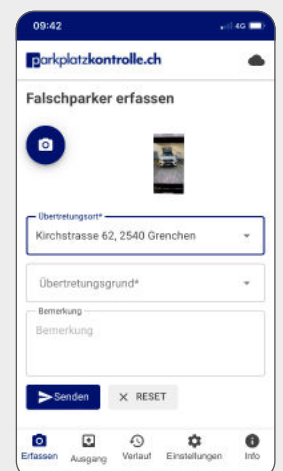 09:42
4G
parkplatzkontrolle.ch
Falschparker erfassen
Übertretungsort*
Kirchstrasse 62, 2540 Grenchen
Übertretungsgrund*
Bemerkung
Bemerkung
Senden
RESET
Erfassen Ausgang Verlauf Einstellungen Info